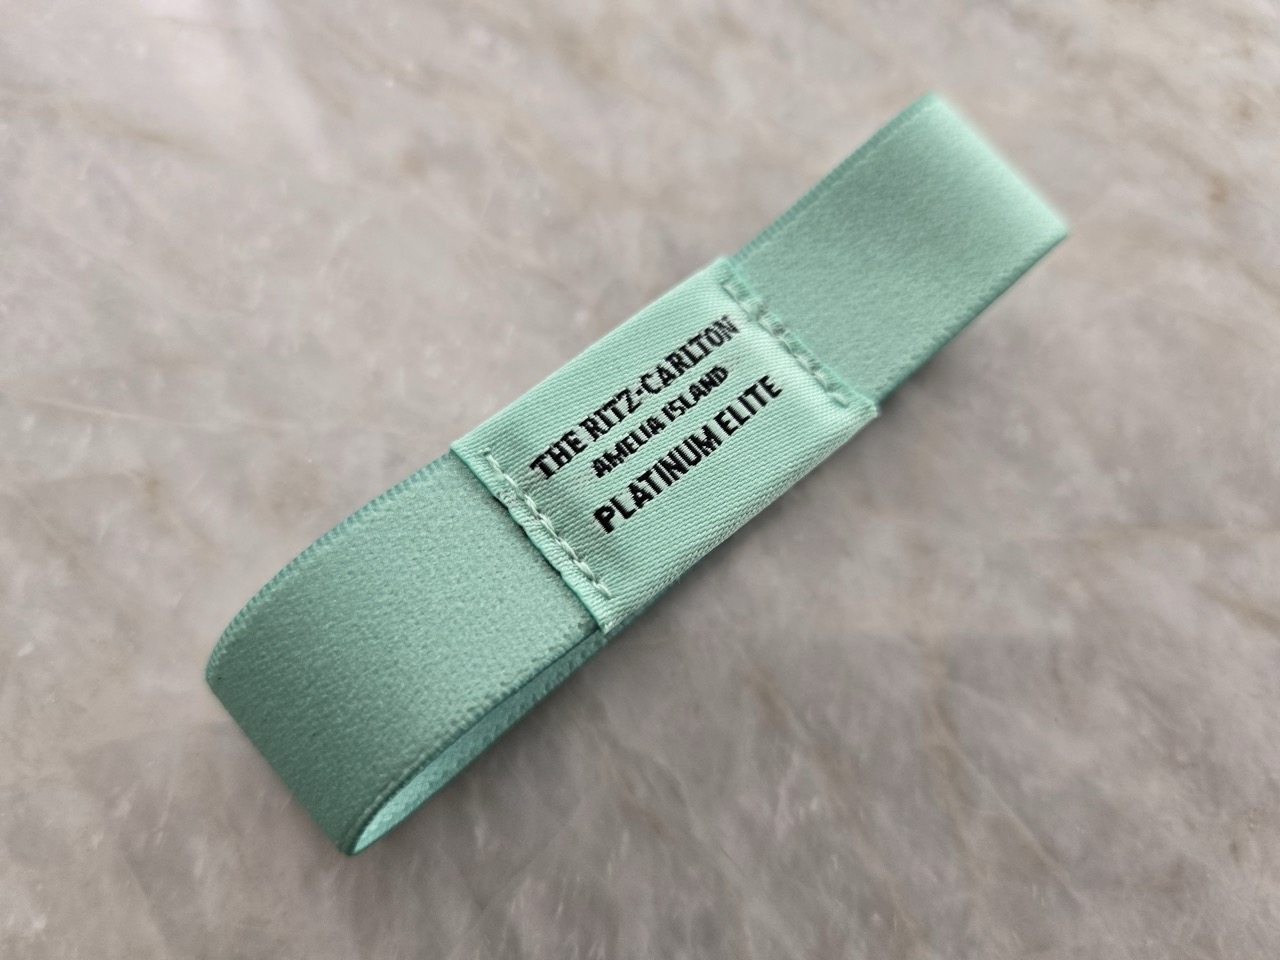 THE RITZ-CARLTON
AMELIA ISLAND
PLATINUM ELITE